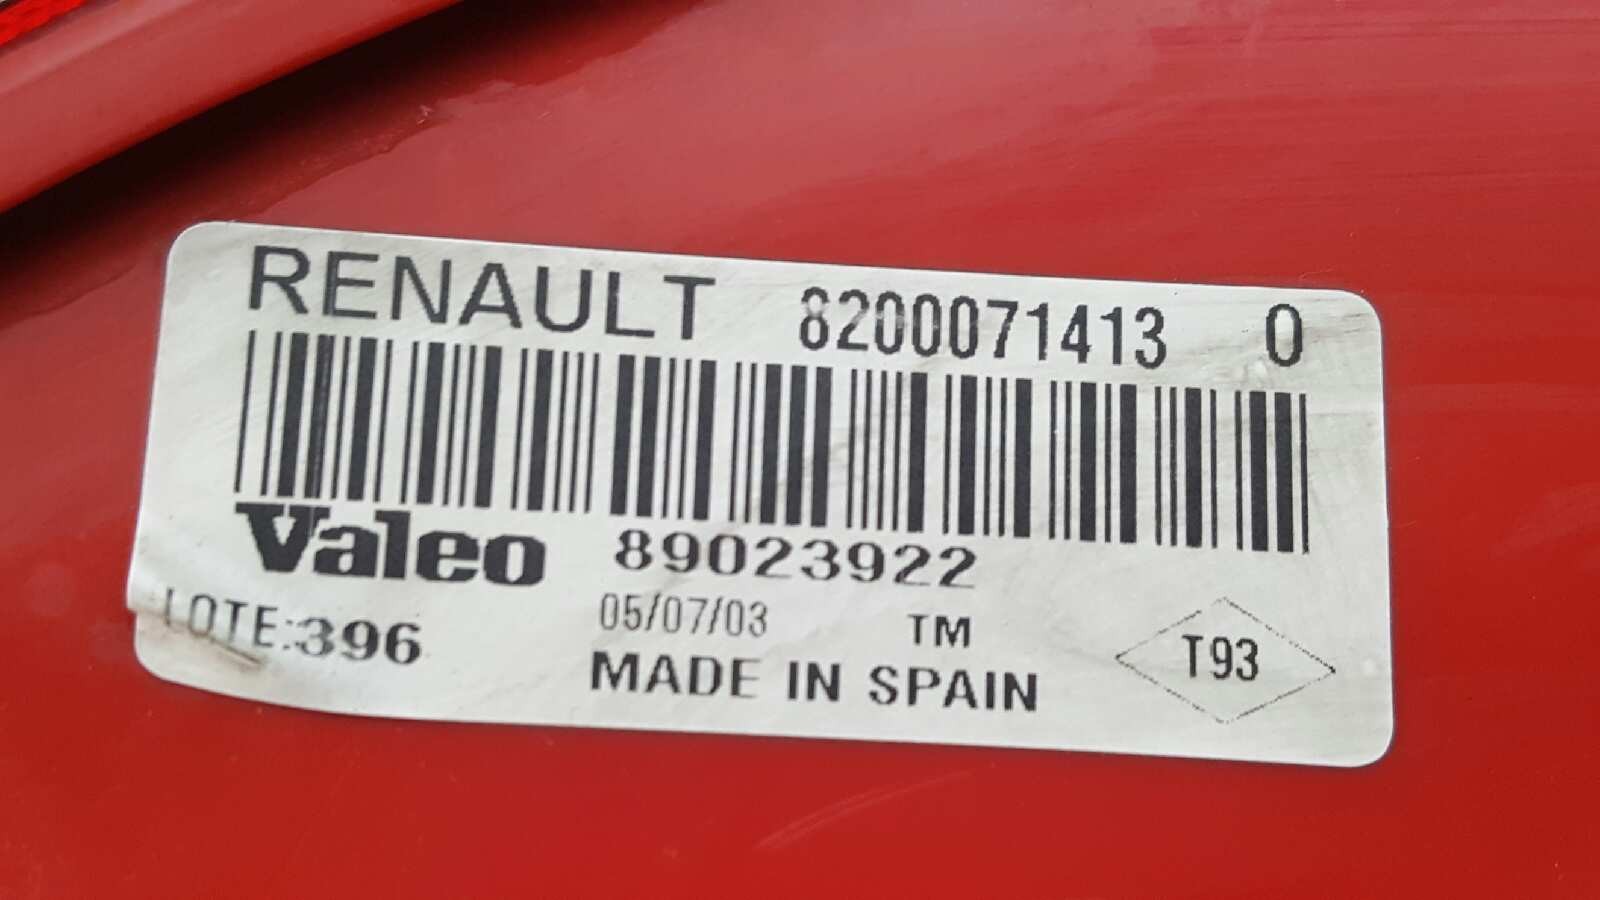 RENAULT 8200071413 0
Valeo 89023922
LOTE:396 05/07/03 TM
MADE IN SPAIN T93